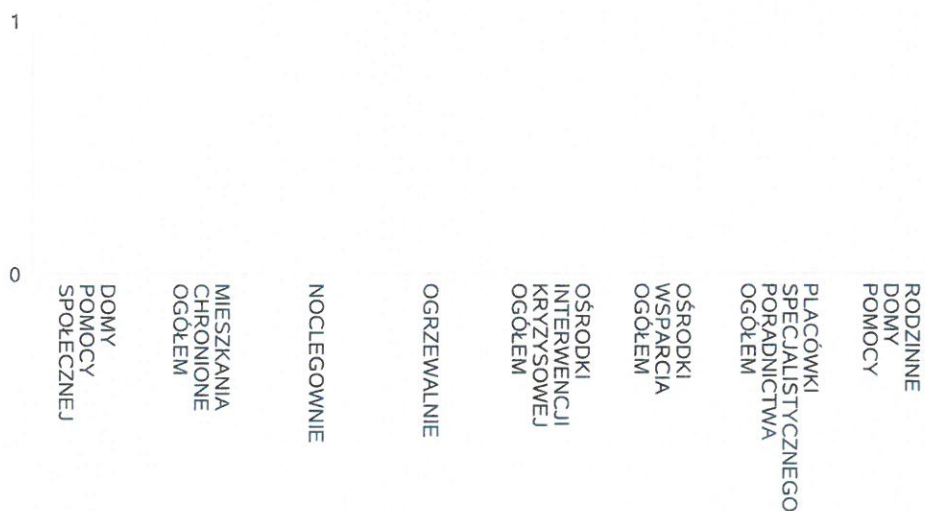 1
0
DOMY
POMOCY
SPOŁECZNEJ
MIESZKANIA
CHRONIONE
OGÓŁEM
NOCLEGOWNIE
OGRZEWALNIE
OŚRODKI
INTERWENCJI
KRYZYSOWEJ
OGÓŁEM
OŚRODKI
WSPARCIA
OGÓŁEM
PLACÓWKI
SPECJALISTYCZNEGO
PORADNICTWA
OGÓŁEM
RODZINNE
DOMY
POMOCY